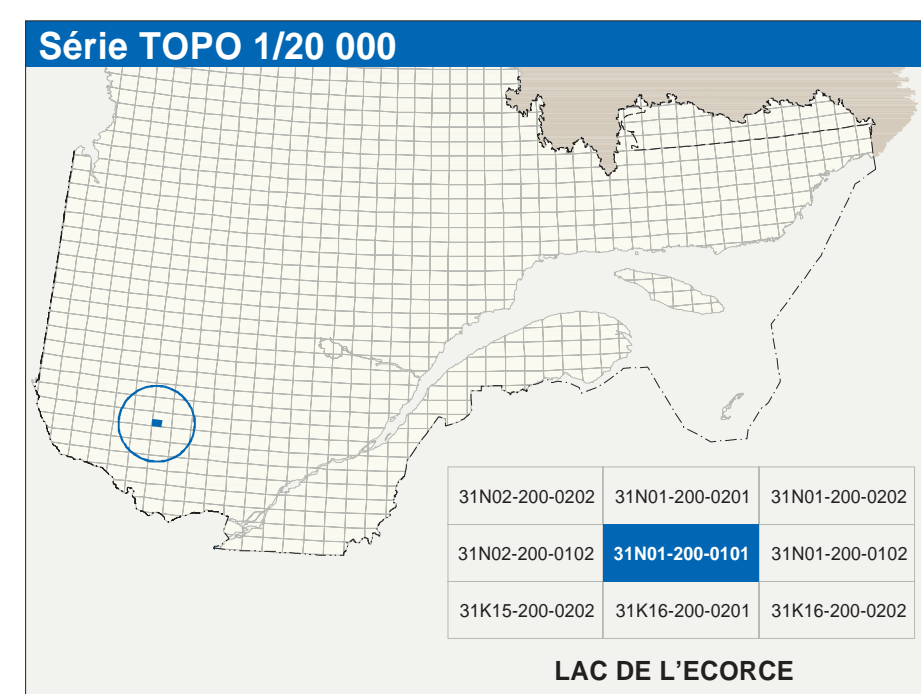 Série TOPO 1/20 000
31N02-200-0202 31N01-200-0201 31N01-200-0202
31N02-200-0102 31N01-200-0101 31N01-200-0102
31K15-200-0202 31K16-200-0201 31K16-200-0202
LAC DE L'ECORCE